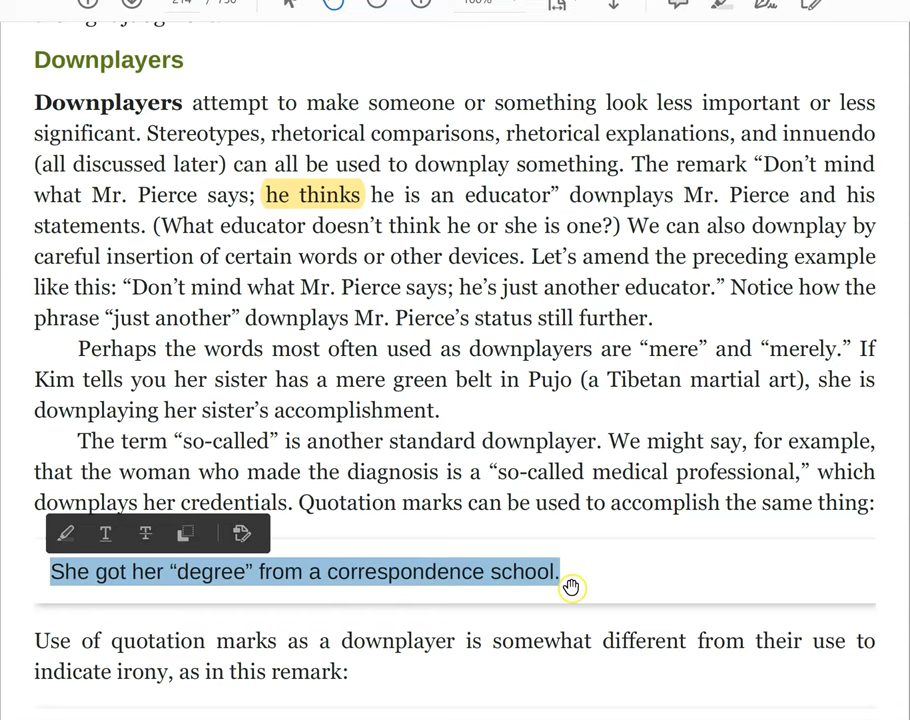 Downplayers
Downplayers attempt to make someone or something look less important or less
significant. Stereotypes, rhetorical comparisons, rhetorical explanations, and innuendo
(all discussed later) can all be used to downplay something. The remark “Don’t mind
what Mr. Pierce says; he thinks he is an educator” downplays Mr. Pierce and his
statements. (What educator doesn’t think he or she is one?) We can also downplay by
careful insertion of certain words or other devices. Let’s amend the preceding example
like this: “Don’t mind what Mr. Pierce says; he’s just another educator.” Notice how the
phrase “just another” downplays Mr. Pierce’s status still further.
Perhaps the words most often used as downplayers are “mere” and “merely.” If
Kim tells you her sister has a mere green belt in Pujo (a Tibetan martial art), she is
downplaying her sister’s accomplishment.
The term “so-called” is another standard downplayer. We might say, for example,
that the woman who made the diagnosis is a “so-called medical professional,” which
downplays her credentials. Quotation marks can be used to accomplish the same thing:
She got her “degree” from a correspondence school.
Use of quotation marks as a downplayer is somewhat different from their use to
indicate irony, as in this remark: